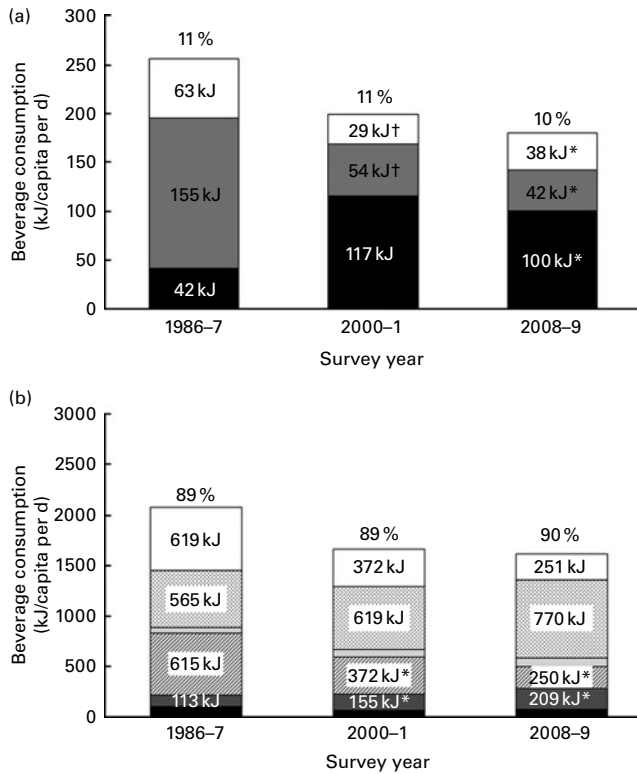 (a)
300
250
200
150
100
50
0
Beverage consumption
(kJ/capita per d)
11 %
63 kJ
155 kJ
42 kJ
11 %
29 kJ†
54 kJ†
117 kJ
10 %
38 kJ*
42 kJ*
100 kJ*
1986–7
2000–1
2008–9
Survey year
(b)
3000
2500
2000
1500
1000
500
0
Beverage consumption
(kJ/capita per d)
89 %
619 kJ
565 kJ
615 kJ
113 kJ
89 %
372 kJ
619 kJ
372 kJ*
155 kJ*
90 %
251 kJ
770 kJ
250 kJ*
209 kJ*
1986–7
2000–1
2008–9
Survey year